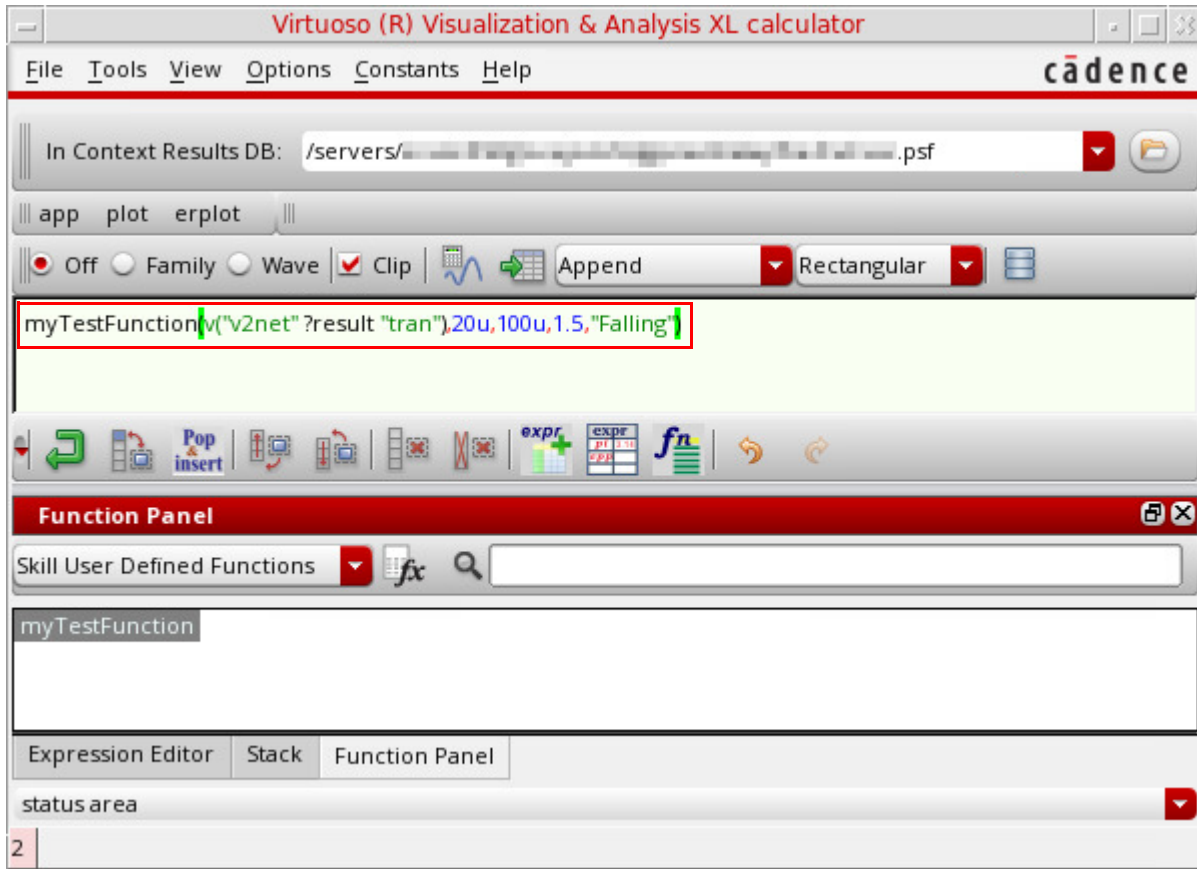 Virtuoso (R) Visualization & Analysis XL calculator
File Tools View Options Constants Help cādence
In Context Results DB: /servers/ .psf
app plot erplot
Off Family Wave Clip Append Rectangular
myTestFunction(v("v2net" ?result "tran"),20u,100u,1.5,"Falling")
Pop & insert expr expr fn
Function Panel
Skill User Defined Functions fx
myTestFunction
Expression Editor Stack Function Panel
status area
2